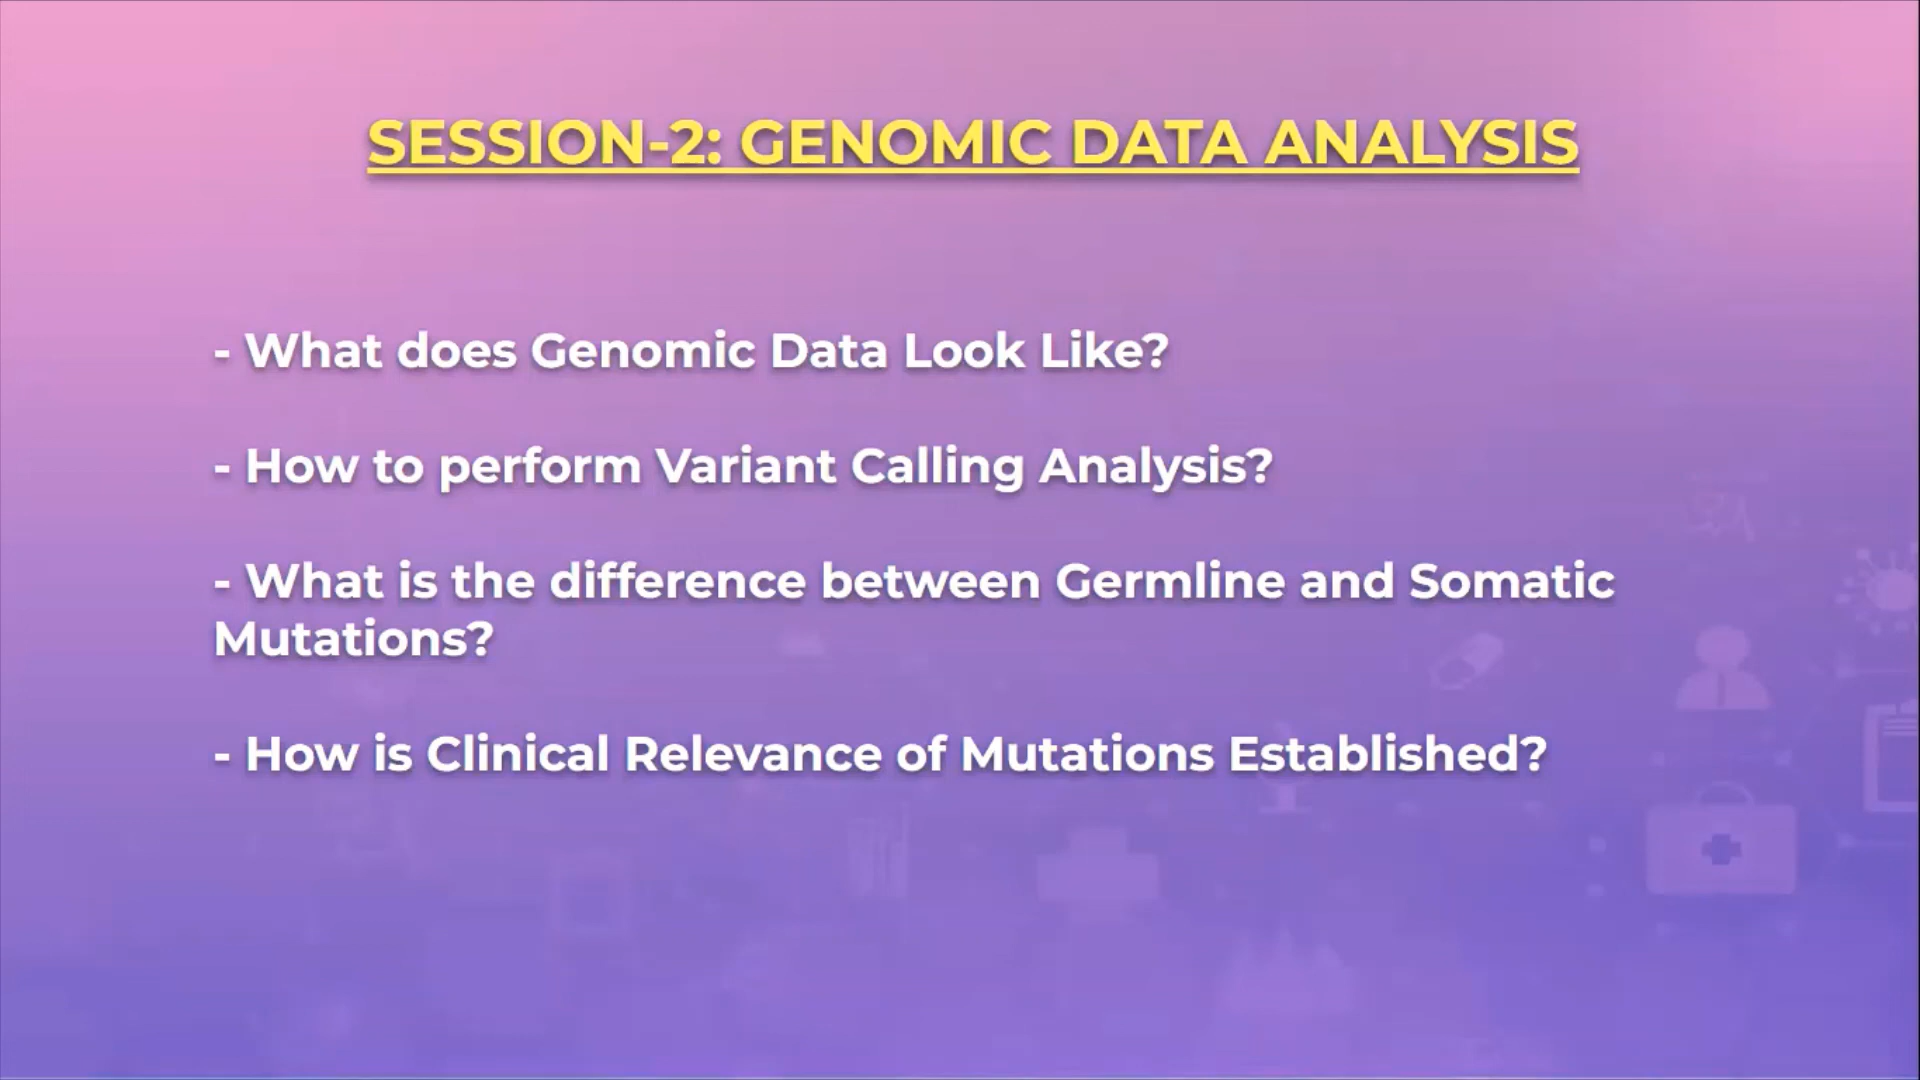 SESSION-2: GENOMIC DATA ANALYSIS
- What does Genomic Data Look Like?
- How to perform Variant Calling Analysis?
- What is the difference between Germline and Somatic
Mutations?
- How is Clinical Relevance of Mutations Established?